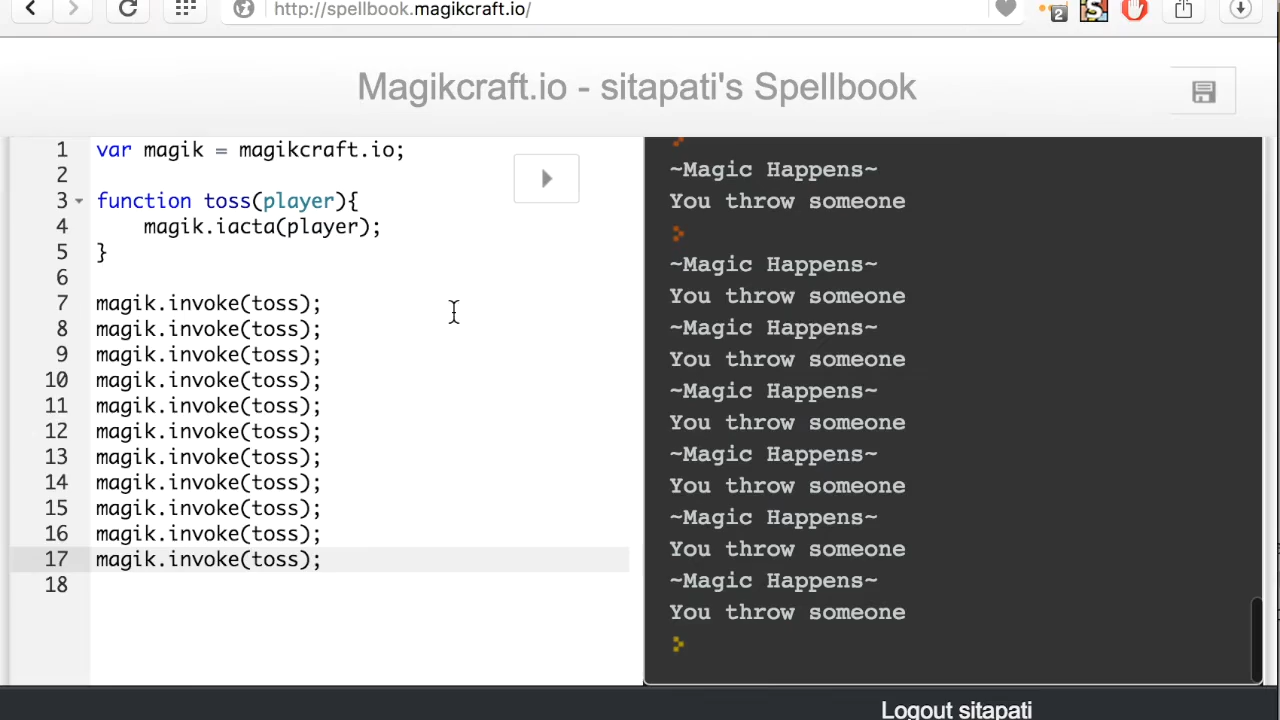 http://spellbook.magikcraft.io/
2
S
Magikcraft.io - sitapati's Spellbook
1 var magik = magikcraft.io;
2
3 function toss(player){
4 magik.iacta(player);
5 }
6
7 magik.invoke(toss);
8 magik.invoke(toss);
9 magik.invoke(toss);
10 magik.invoke(toss);
11 magik.invoke(toss);
12 magik.invoke(toss);
13 magik.invoke(toss);
14 magik.invoke(toss);
15 magik.invoke(toss);
16 magik.invoke(toss);
17 magik.invoke(toss);
18
>
~Magic Happens~
You throw someone
>
~Magic Happens~
You throw someone
~Magic Happens~
You throw someone
~Magic Happens~
You throw someone
~Magic Happens~
You throw someone
~Magic Happens~
You throw someone
~Magic Happens~
You throw someone
>
Logout sitapati